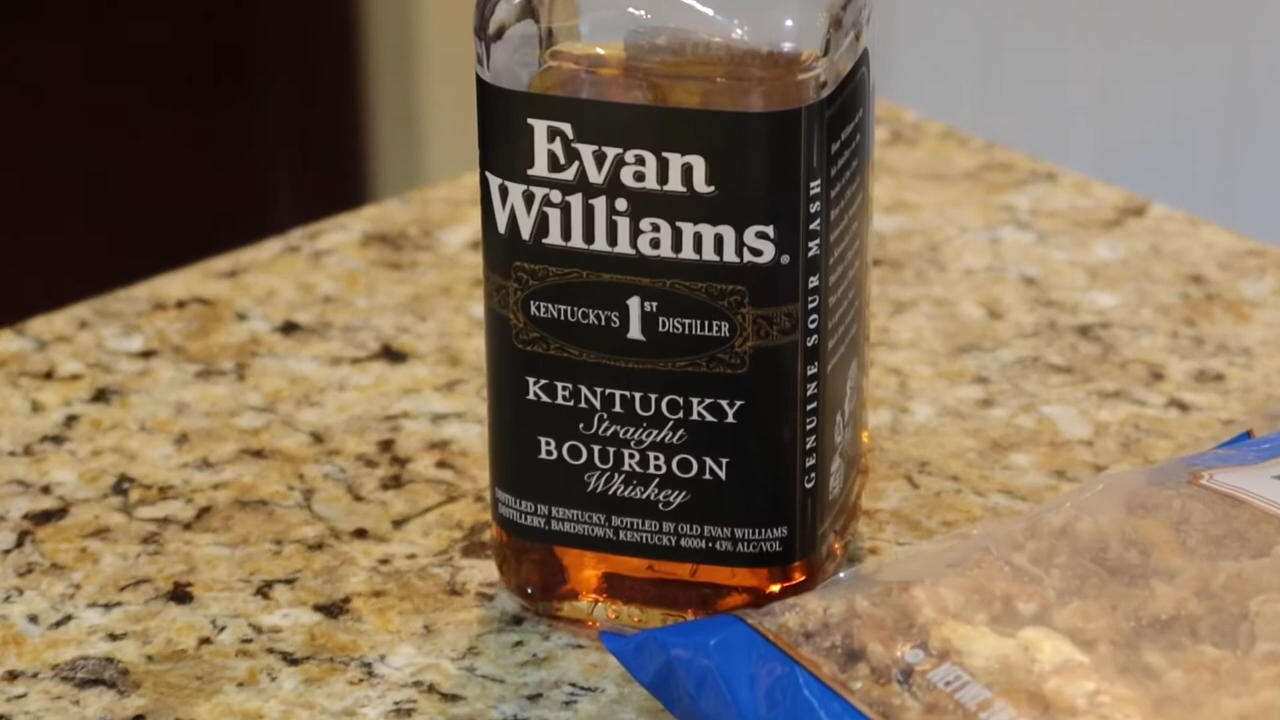 Evan
Williams®
KENTUCKY'S 1ST DISTILLER
KENTUCKY
Straight
BOURBON
Whiskey
DISTILLED IN KENTUCKY, BOTTLED BY OLD EVAN WILLIAMS
DISTILLERY, BARDSTOWN, KENTUCKY 40004 • 43% ALC/VOL
GENUINE SOUR MASH